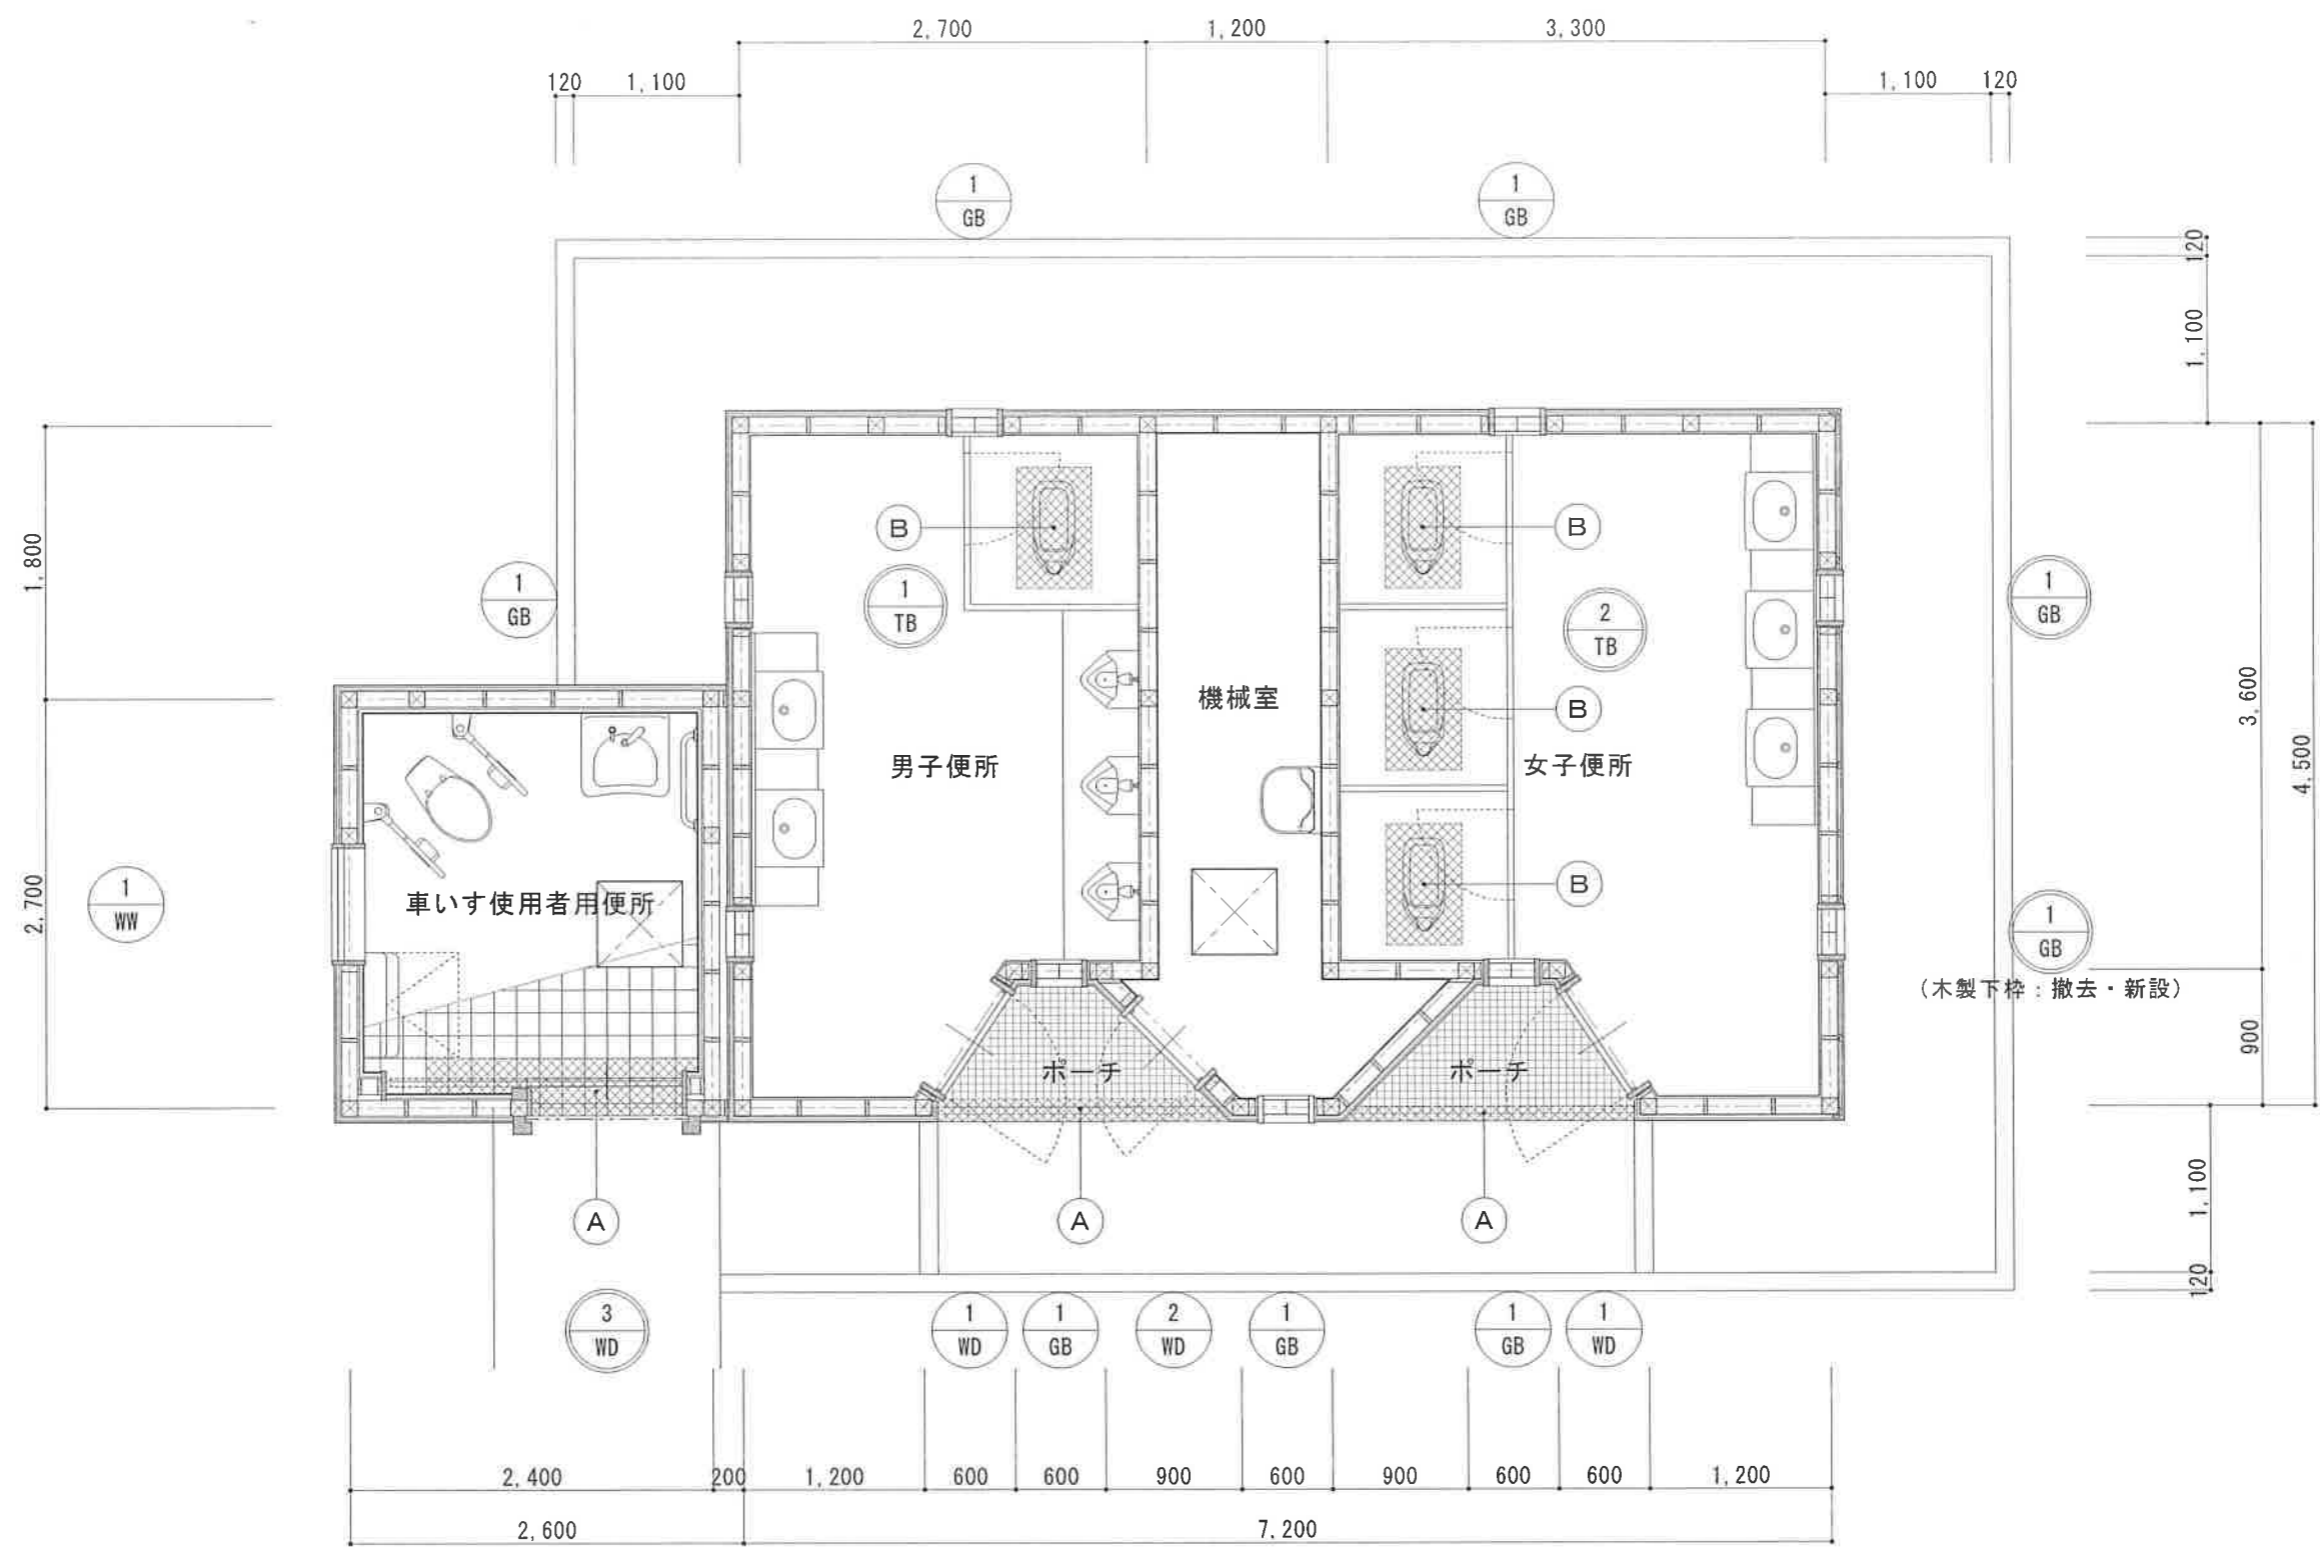 2,700 1,200 3,300
120 1,100 1,100 120
1 GB
1 GB
120
1,100
1,800
B
B
1 GB
1 TB
2 TB
1 GB
機械室
B
3,600
4,500
男子便所
女子便所
2,700
1 WW
車いす使用者用便所
B
1 GB
(木製下枠：撤去・新設)
900
ポーチ
ポーチ
1,100
A
A
A
120
3 WD
1 WD
1 GB
2 WD
1 GB
1 GB
1 WD
2,400 200 1,200 600 600 900 600 900 600 600 1,200
2,600 7,200